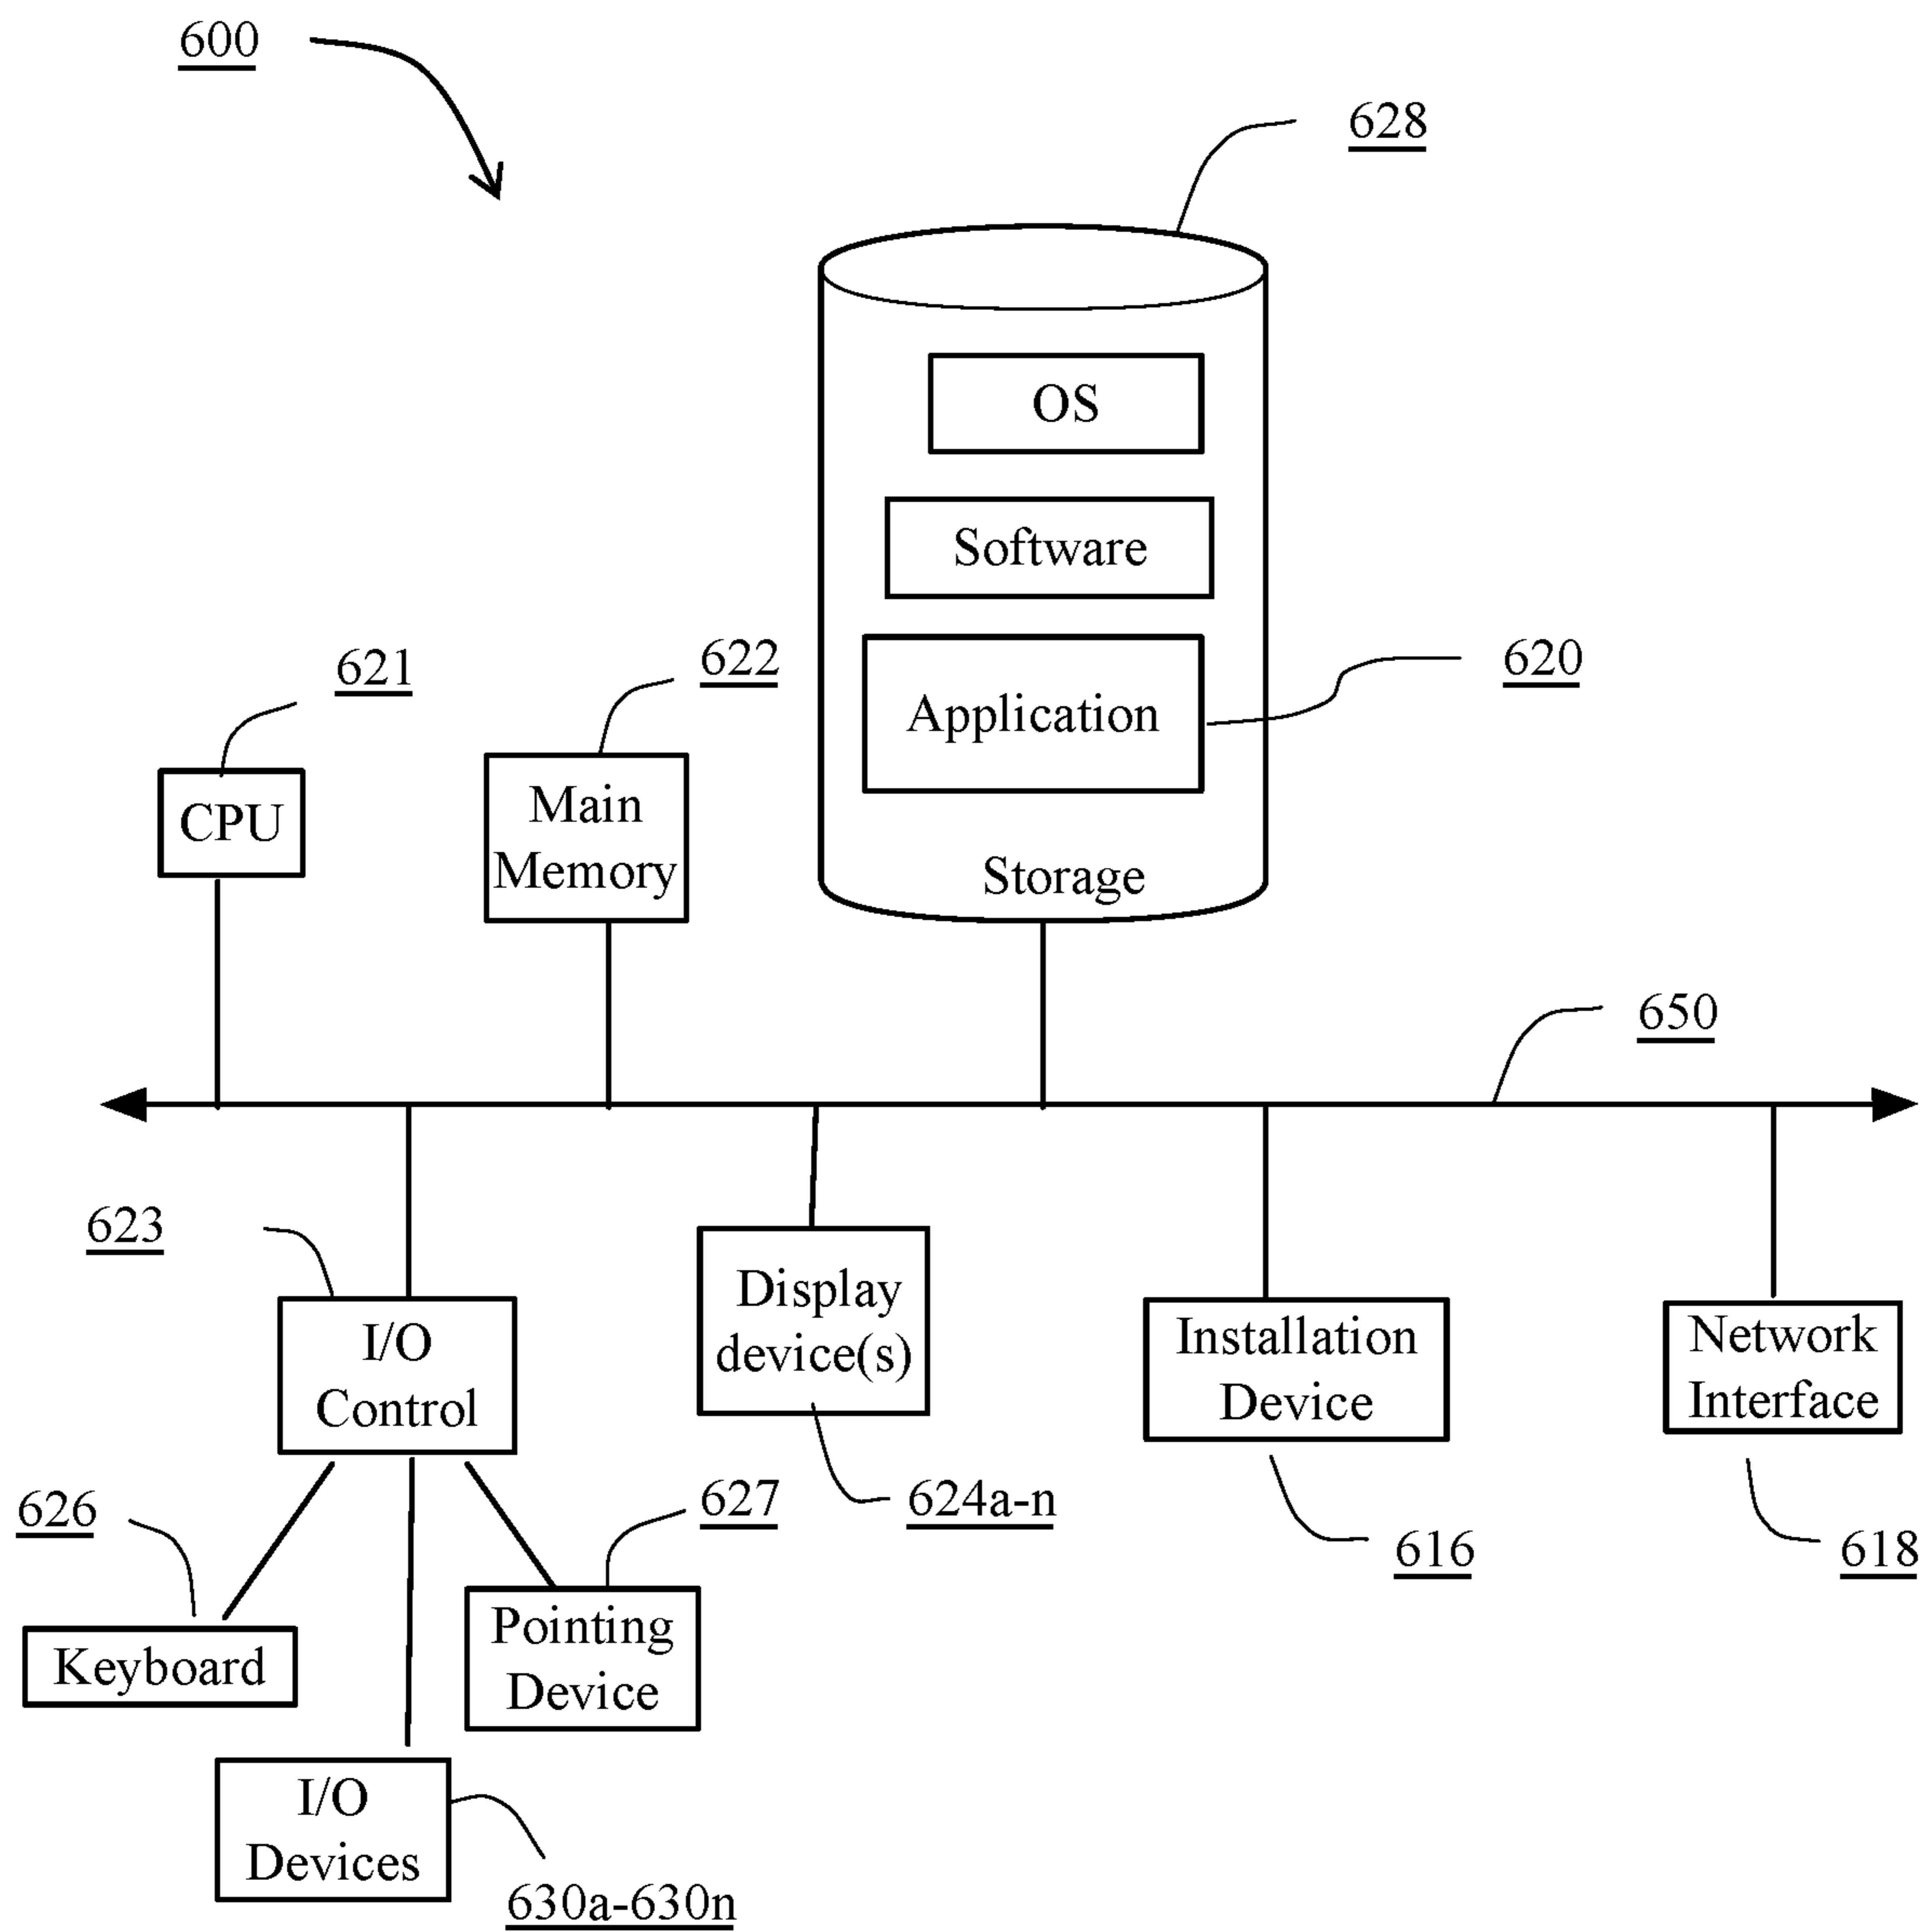 600
628
OS
Software
621
622
620
Application
CPU
Main
Memory
Storage
650
623
Display
device(s)
I/O
Control
Installation
Device
Network
Interface
626
627
624a-n
616
618
Keyboard
Pointing
Device
I/O
Devices
630a-630n